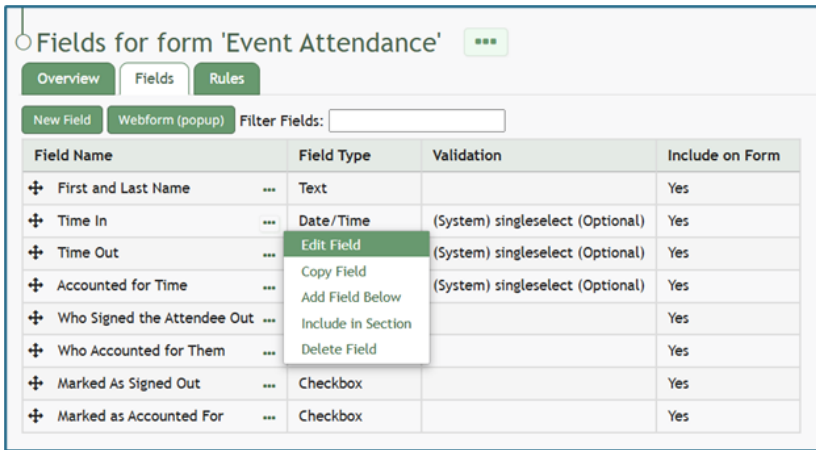 Fields for form 'Event Attendance'
Overview Fields Rules
New Field Webform (popup) Filter Fields:
Field Name Field Type Validation Include on Form
First and Last Name Text Yes
Time In Date/Time (System) singleselect (Optional) Yes
Time Out (System) singleselect (Optional) Yes
Accounted for Time (System) singleselect (Optional) Yes
Who Signed the Attendee Out Yes
Who Accounted for Them Yes
Marked As Signed Out Checkbox Yes
Marked as Accounted For Checkbox Yes
Edit Field
Copy Field
Add Field Below
Include in Section
Delete Field